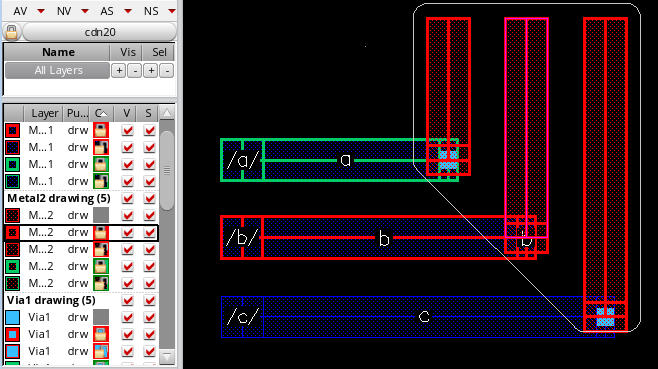 AV NV AS NS
cdn20
Name Vis Sel
All Layers + - + -
Layer Pu... C V S
M...1 drw
M...1 drw
M...1 drw
M...1 drw
Metal2 drawing (5)
M...2 drw
M...2 drw
M...2 drw
M...2 drw
M...2 drw
Via1 drawing (5)
Via1 drw
Via1 drw
Via1 drw
/a/ a
/b/ b b
/c/ c